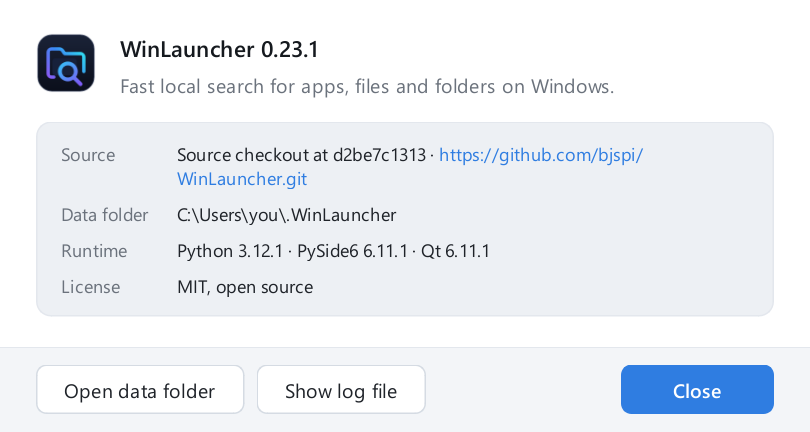 WinLauncher 0.23.1
Fast local search for apps, files and folders on Windows.
Source Source checkout at d2be7c1313 · https://github.com/bjspi/
WinLauncher.git
Data folder C:\Users\you\.WinLauncher
Runtime Python 3.12.1 · PySide6 6.11.1 · Qt 6.11.1
License MIT, open source
Open data folder Show log file Close